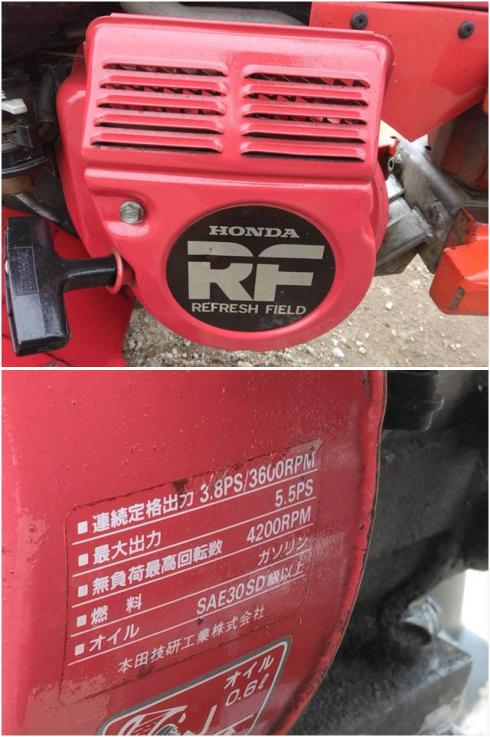 HONDA
RF
REFRESH FIELD
■連続定格出力 3.8PS/3600RPM
■最大出力 5.5PS
■無負荷最高回転数 4200RPM
■燃 料 ガソリン
■オイル SAE30SD級以上
本田技研工業株式会社
オイル
0.6ℓ